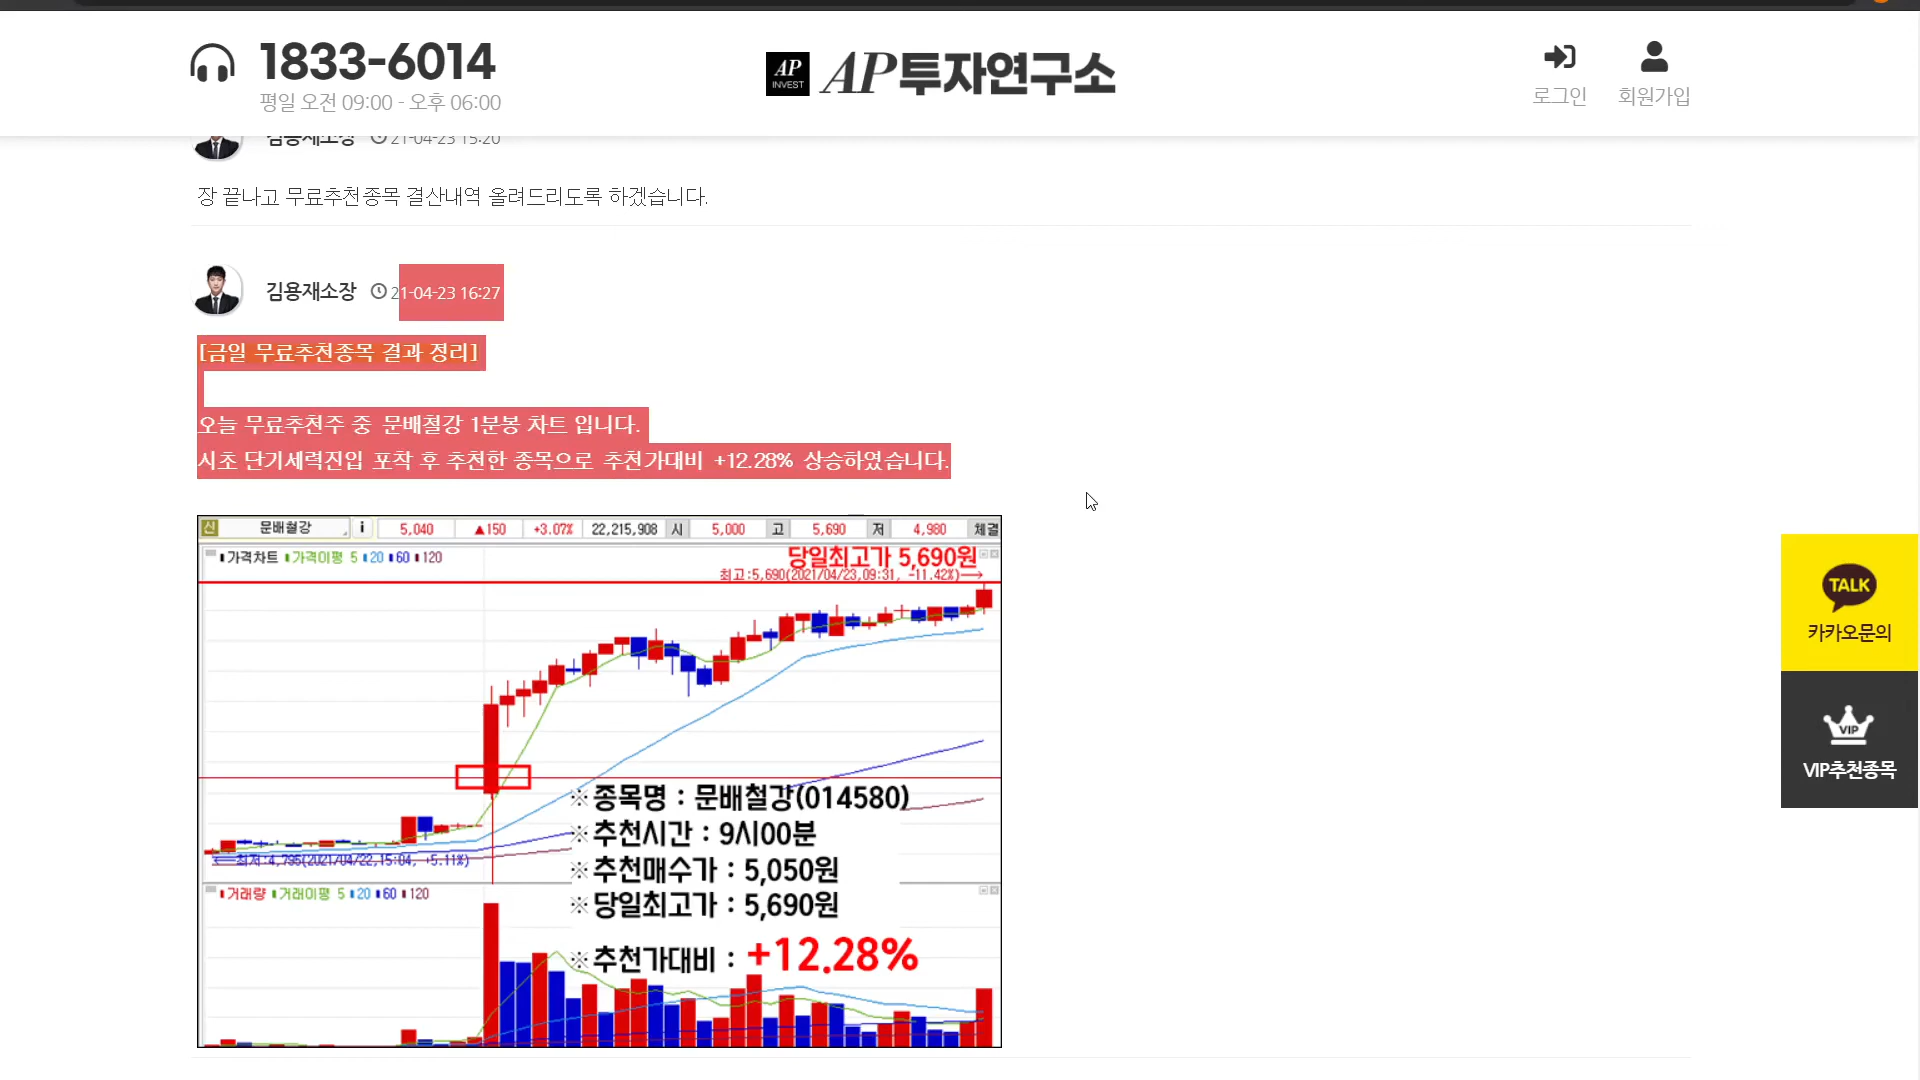 1833-6014
평일 오전 09:00 - 오후 06:00
AP
INVEST
AP투자연구소
로그인
회원가입
김용재소장 21-04-23 15:20
장 끝나고 무료추천종목 결산내역 올려드리도록 하겠습니다.
김용재소장 21-04-23 16:27
[금일 무료추천종목 결과 정리]
오늘 무료추천주 중 문배철강 1분봉 차트 입니다.
시초 단기세력진입 포착 후 추천한 종목으로 추천가대비 +12.28% 상승하였습니다.
신 문배철강 i 5,040 ▲150 +3.07% 22,215,908 시 5,000 고 5,690 저 4,980 체결
가격차트 가격이평 5 20 60 120
당일최고가 5,690원
최고:5,690(2021/04/23,09:31, -11.42%)→
※종목명 : 문배철강(014580)
※추천시간 : 9시00분
←최저:4,795(2021/04/22,15:04, +5.11%)
※추천매수가 : 5,050원
거래량 거래이평 5 20 60 120
※당일최고가 : 5,690원
※추천가대비 : +12.28%
TALK
카카오문의
VIP
VIP추천종목